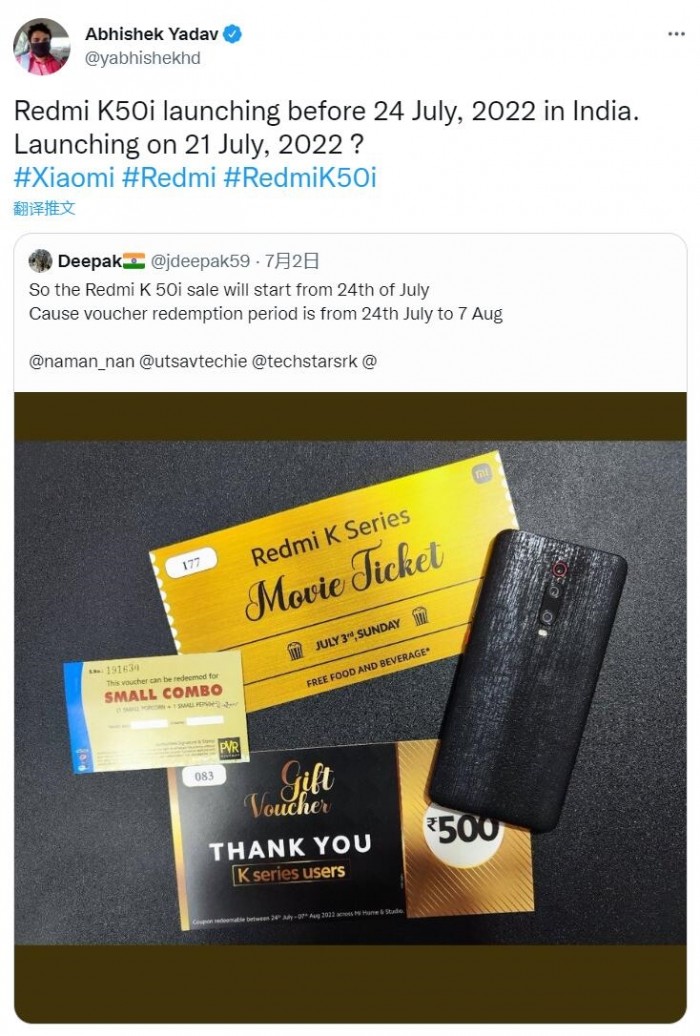 Abhishek Yadav
@yabhishekhd
Redmi K50i launching before 24 July, 2022 in India.
Launching on 21 July, 2022 ?
#Xiaomi #Redmi #RedmiK50i
翻译推文
Deepak🇮🇳 @jdeepak59 · 7月2日
So the Redmi K 50i sale will start from 24th of July
Cause voucher redemption period is from 24th July to 7 Aug
@naman_nan @utsavtechie @techstarsrk @
mi
177
Redmi K Series
Movie Ticket
JULY 3rd, SUNDAY
FREE FOOD AND BEVERAGE*
S.No.: 191634
This voucher can be redeemed for
SMALL COMBO
PVR
083
Gift
Voucher
THANK YOU
K series users
₹500
Coupon redeemable between 24th July - 07th Aug 2022 across Mi Home & Studio.